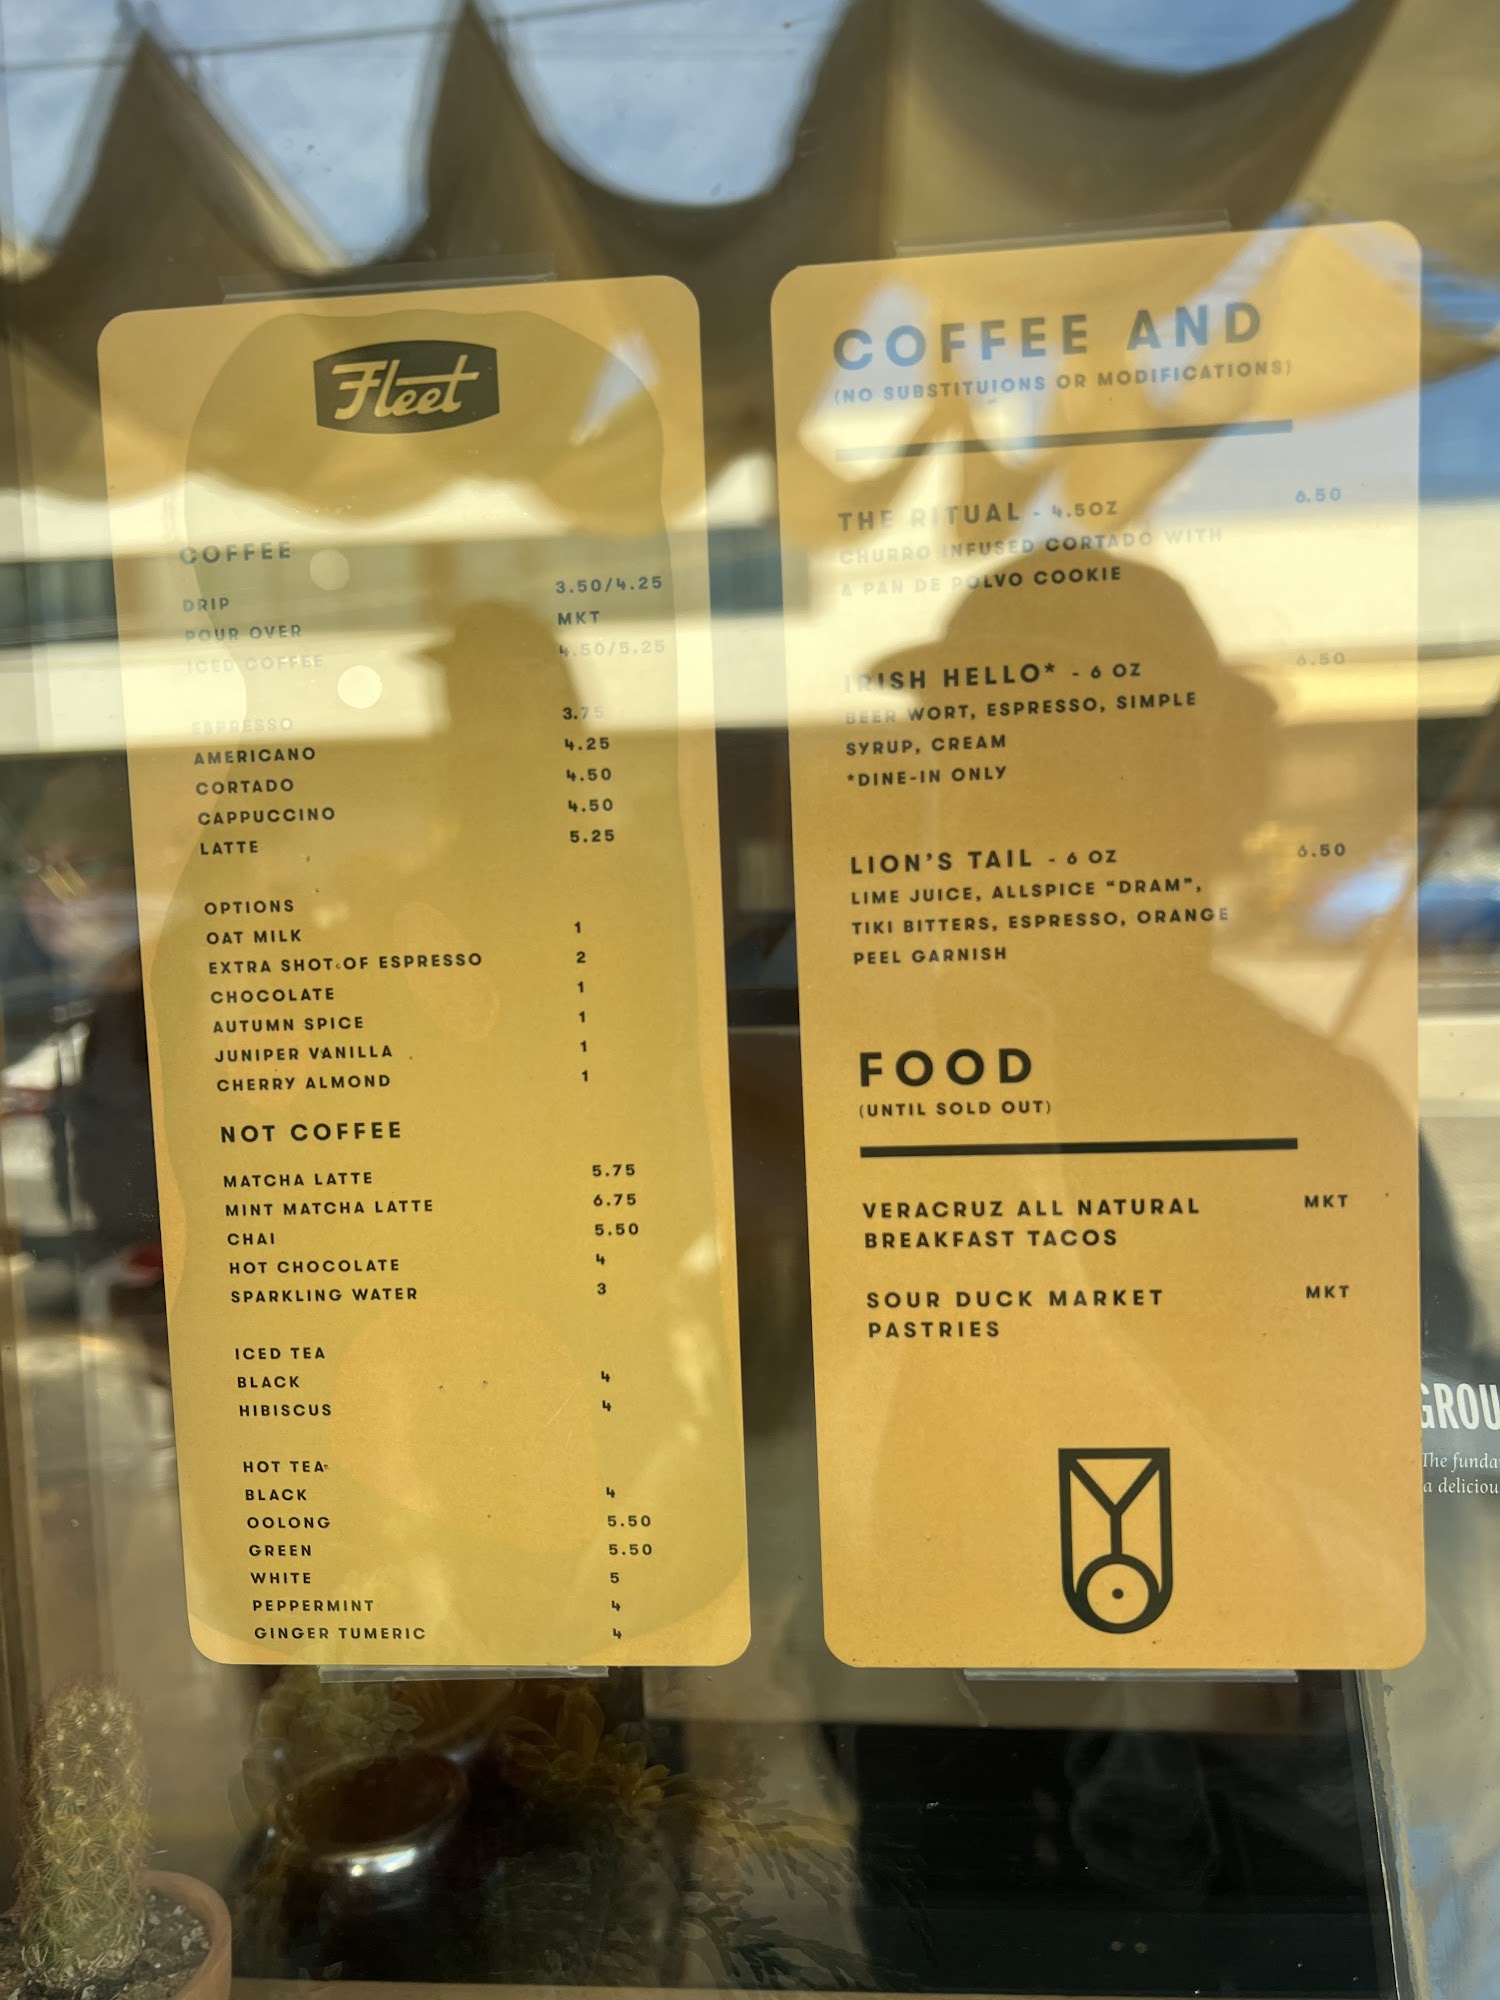 Fleet
COFFEE
DRIP 3.50/4.25
POUR OVER MKT
ICED COFFEE 4.50/5.25
ESPRESSO 3.75
AMERICANO 4.25
CORTADO 4.50
CAPPUCCINO 4.50
LATTE 5.25
OPTIONS
OAT MILK 1
EXTRA SHOT OF ESPRESSO 2
CHOCOLATE 1
AUTUMN SPICE 1
JUNIPER VANILLA 1
CHERRY ALMOND 1
NOT COFFEE
MATCHA LATTE 5.75
MINT MATCHA LATTE 6.75
CHAI 5.50
HOT CHOCOLATE 4
SPARKLING WATER 3
ICED TEA
BLACK 4
HIBISCUS 4
HOT TEA
BLACK 4
OOLONG 5.50
GREEN 5.50
WHITE 5
PEPPERMINT 4
GINGER TUMERIC 4
COFFEE AND
(NO SUBSTITUIONS OR MODIFICATIONS)
THE RITUAL - 4.5OZ 6.50
CHURRO INFUSED CORTADO WITH
A PAN DE POLVO COOKIE
IRISH HELLO* - 6 OZ 6.50
BEER WORT, ESPRESSO, SIMPLE
SYRUP, CREAM
*DINE-IN ONLY
LION'S TAIL - 6 OZ 6.50
LIME JUICE, ALLSPICE "DRAM",
TIKI BITTERS, ESPRESSO, ORANGE
PEEL GARNISH
FOOD
(UNTIL SOLD OUT)
VERACRUZ ALL NATURAL MKT
BREAKFAST TACOS
SOUR DUCK MARKET MKT
PASTRIES
GROU
The funda
a deliciou